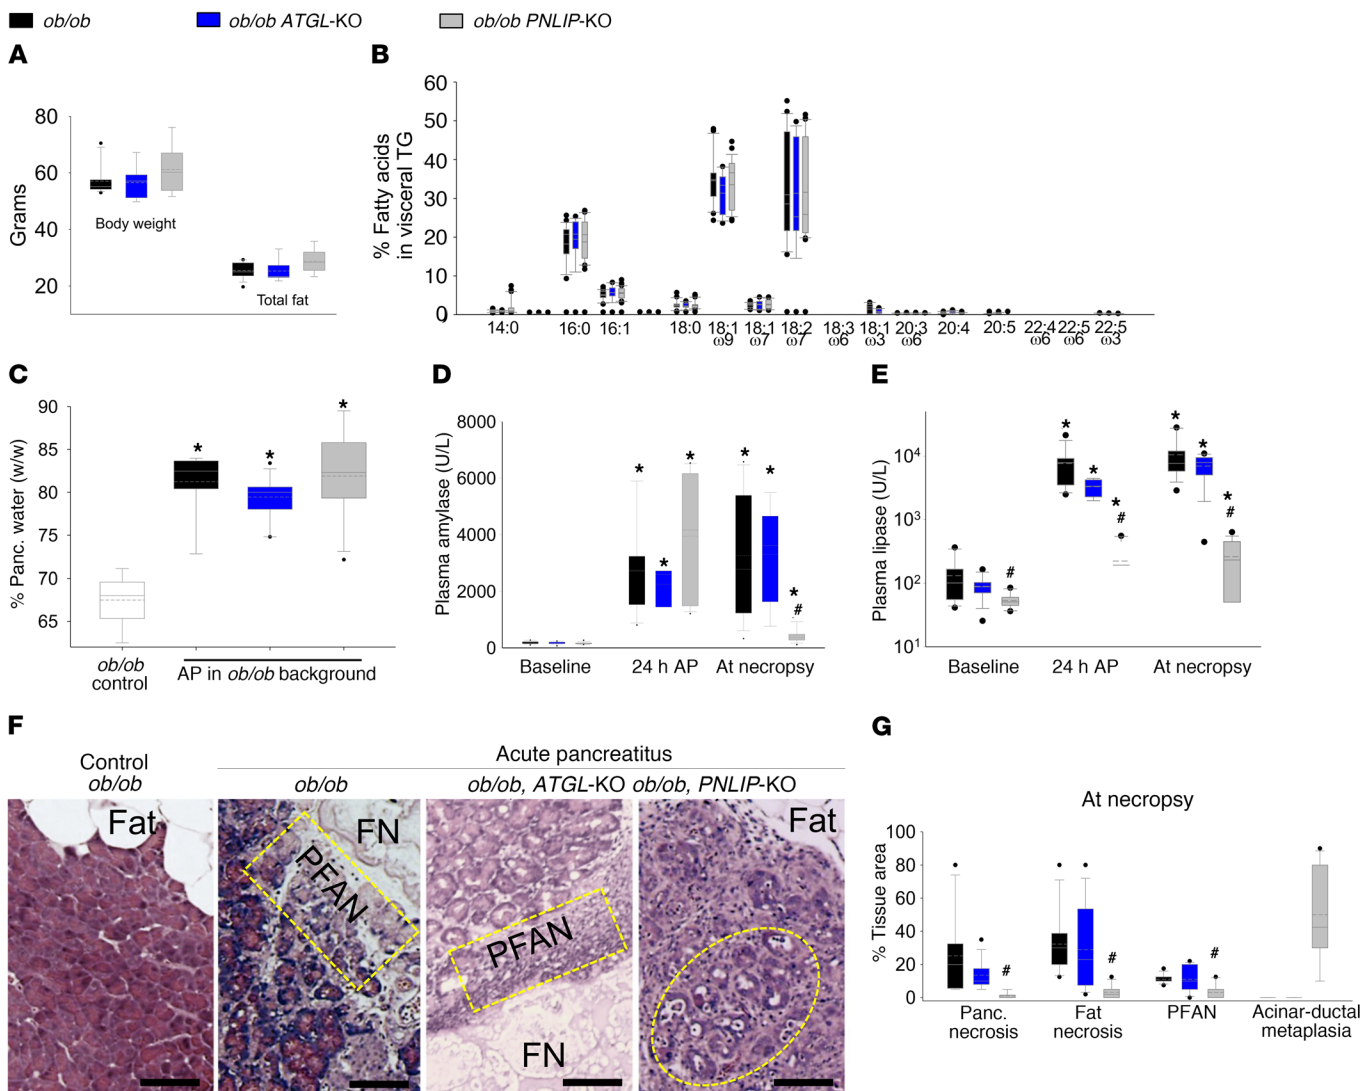 ob/ob
ob/ob ATGL-KO
ob/ob PNLIP-KO
A
Grams
80
60
40
20
Body weight
Total fat
B
% Fatty acids
in visceral TG
60
50
40
30
20
10
0
14:0 16:0 16:1 18:0 18:1 18:1 18:2 18:3 18:1 20:3 20:4 20:5 22:4 22:5 22:5
ω9 ω7 ω7 ω6 ω3 ω6 ω6 ω6 ω3
C
% Panc. water (w/w)
90
85
80
75
70
65
* * *
ob/ob
control
AP in ob/ob background
D
Plasma amylase (U/L)
8000
6000
4000
2000
0
* * * * * *
#
Baseline 24 h AP At necropsy
E
Plasma lipase (U/L)
10⁴
10³
10²
10¹
# * * * # * * * #
Baseline 24 h AP At necropsy
F
Control
ob/ob
Acute pancreatitus
ob/ob
ob/ob, ATGL-KO
ob/ob, PNLIP-KO
Fat
FN
PFAN
PFAN
FN
Fat
G
At necropsy
% Tissue area
100
80
60
40
20
0
# # #
Panc.
necrosis
Fat
necrosis
PFAN
Acinar-ductal
metaplasia